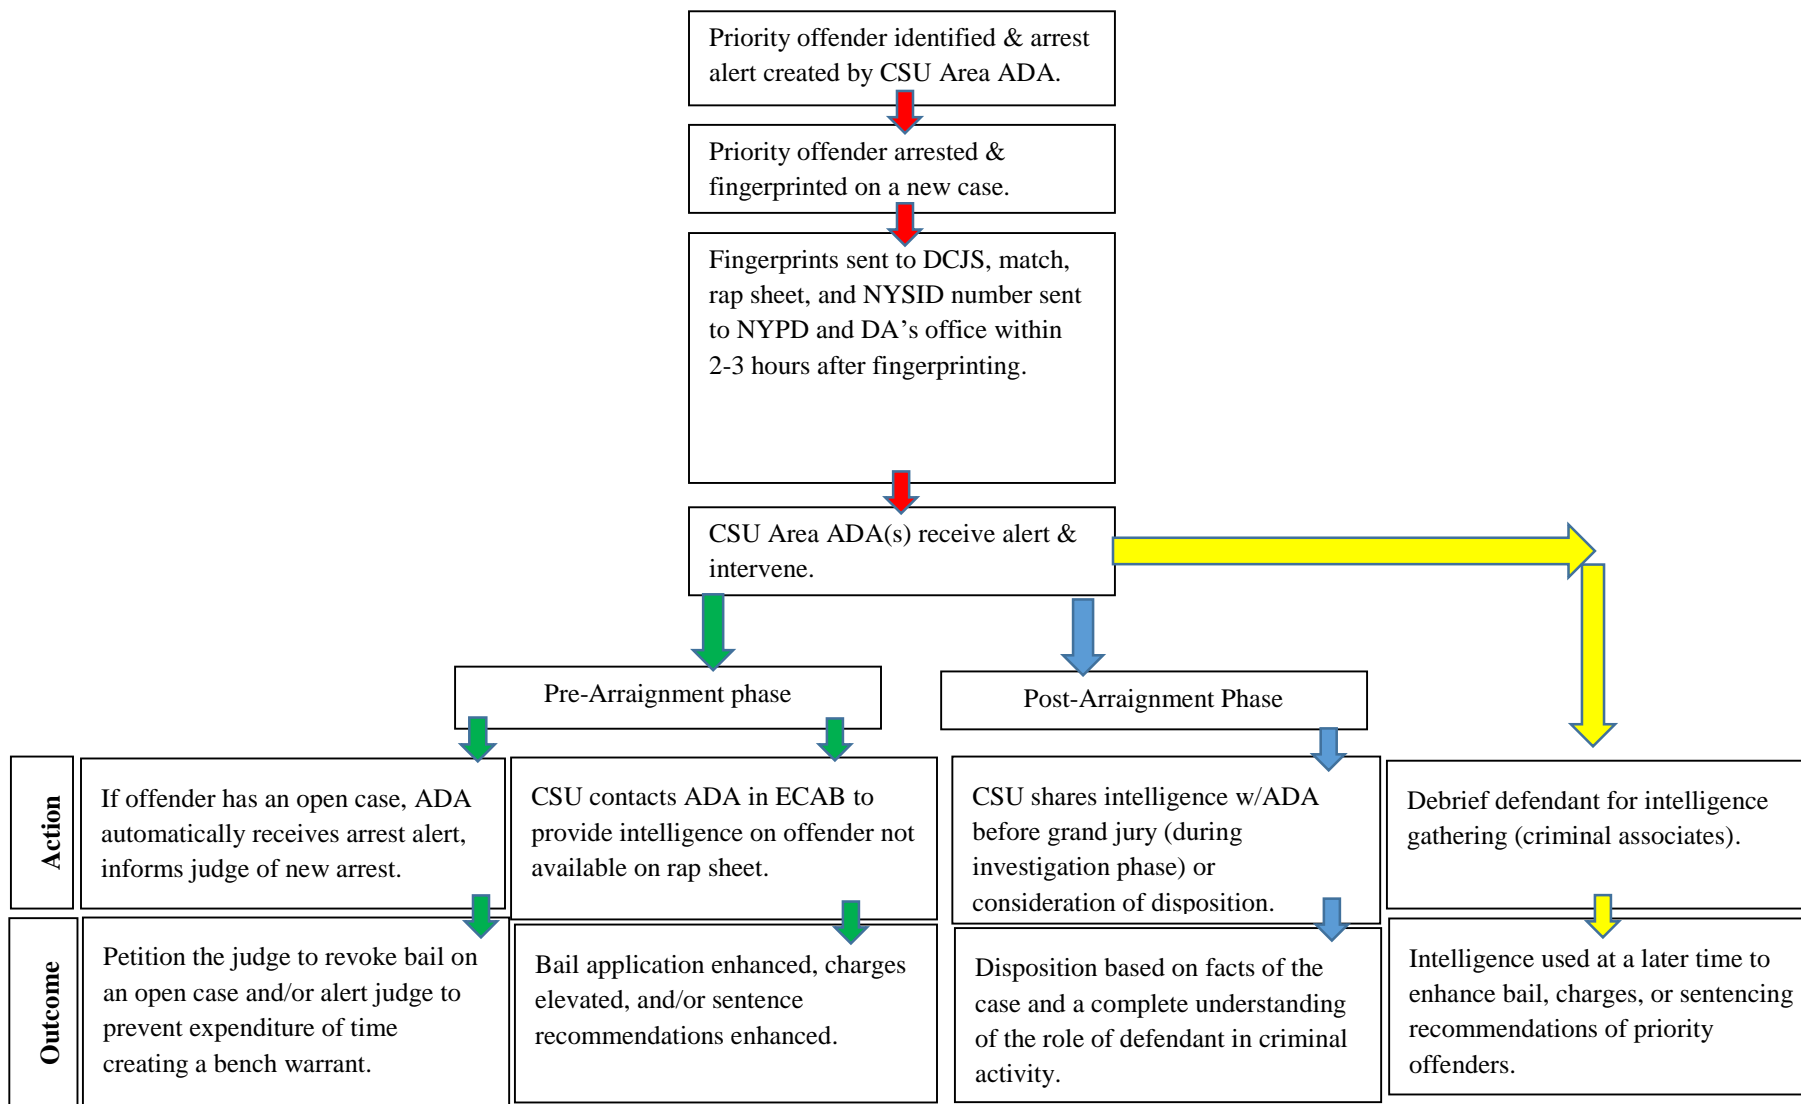 Priority offender identified & arrest
alert created by CSU Area ADA.
Priority offender arrested &
fingerprinted on a new case.
Fingerprints sent to DCJS, match,
rap sheet, and NYSID number sent
to NYPD and DA’s office within
2-3 hours after fingerprinting.
CSU Area ADA(s) receive alert &
intervene.
Pre-Arraignment phase
Post-Arraignment Phase
Action
If offender has an open case, ADA
automatically receives arrest alert,
informs judge of new arrest.
CSU contacts ADA in ECAB to
provide intelligence on offender not
available on rap sheet.
CSU shares intelligence w/ADA
before grand jury (during
investigation phase) or
consideration of disposition.
Debrief defendant for intelligence
gathering (criminal associates).
Outcome
Petition the judge to revoke bail on
an open case and/or alert judge to
prevent expenditure of time
creating a bench warrant.
Bail application enhanced, charges
elevated, and/or sentence
recommendations enhanced.
Disposition based on facts of the
case and a complete understanding
of the role of defendant in criminal
activity.
Intelligence used at a later time to
enhance bail, charges, or sentencing
recommendations of priority
offenders.